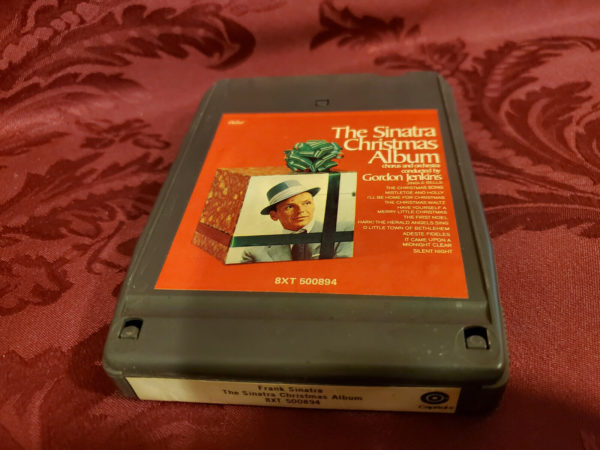 Capitol
The Sinatra
Christmas
Album
chorus and orchestra
conducted by
Gordon Jenkins
JINGLE BELLS
THE CHRISTMAS SONG
MISTLETOE AND HOLLY
I'LL BE HOME FOR CHRISTMAS
THE CHRISTMAS WALTZ
HAVE YOURSELF A
MERRY LITTLE CHRISTMAS
THE FIRST NOEL
HARK! THE HERALD ANGELS SING
O LITTLE TOWN OF BETHLEHEM
ADESTE FIDELES
IT CAME UPON A
MIDNIGHT CLEAR
SILENT NIGHT
8XT 500894
Frank Sinatra
The Sinatra Christmas Album
8XT 500894
Capitol